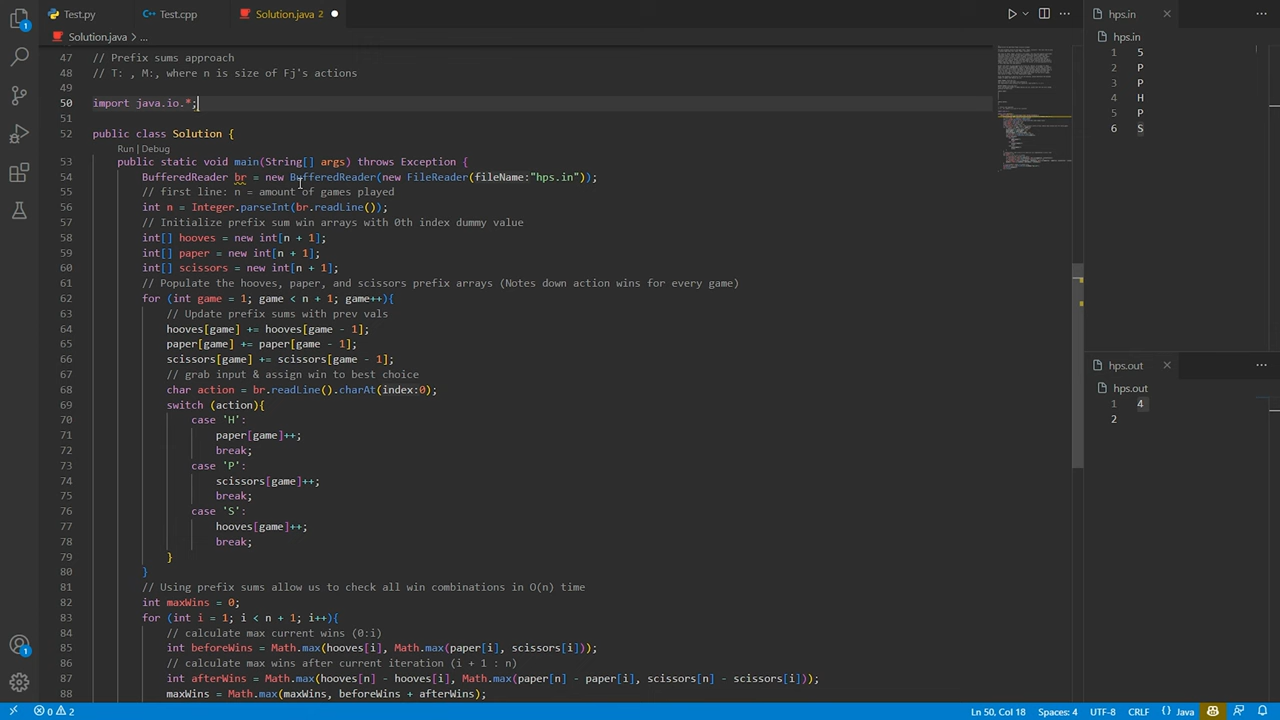 Test.py
Test.cpp
Solution.java 2
hps.in
Solution.java > ...
hps.in
47 // Prefix sums approach
48 // T: , M:, where n is size of Fj's actions
49
50 import java.io.*;
51
52 public class Solution {
Run | Debug
53 public static void main(String[] args) throws Exception {
54 BufferedReader br = new BufferedReader(new FileReader(fileName:"hps.in"));
55 // first line: n = amount of games played
56 int n = Integer.parseInt(br.readLine());
57 // Initialize prefix sum win arrays with 0th index dummy value
58 int[] hooves = new int[n + 1];
59 int[] paper = new int[n + 1];
60 int[] scissors = new int[n + 1];
61 // Populate the hooves, paper, and scissors prefix arrays (Notes down action wins for every game)
62 for (int game = 1; game < n + 1; game++){
63 // Update prefix sums with prev vals
64 hooves[game] += hooves[game - 1];
65 paper[game] += paper[game - 1];
66 scissors[game] += scissors[game - 1];
67 // grab input & assign win to best choice
68 char action = br.readLine().charAt(index:0);
69 switch (action){
70 case 'H':
71 paper[game]++;
72 break;
73 case 'P':
74 scissors[game]++;
75 break;
76 case 'S':
77 hooves[game]++;
78 break;
79 }
80 }
81 // Using prefix sums allow us to check all win combinations in O(n) time
82 int maxWins = 0;
83 for (int i = 1; i < n + 1; i++){
84 // calculate max current wins (0:i)
85 int beforeWins = Math.max(hooves[i], Math.max(paper[i], scissors[i]));
86 // calculate max wins after current iteration (i + 1 : n)
87 int afterWins = Math.max(hooves[n] - hooves[i], Math.max(paper[n] - paper[i], scissors[n] - scissors[i]));
88 maxWins = Math.max(maxWins, beforeWins + afterWins);
1 5
2 P
3 P
4 H
5 P
6 S
hps.out
hps.out
1 4
2
1
1
0 2
Ln 50, Col 18
Spaces: 4
UTF-8
CRLF
{} Java